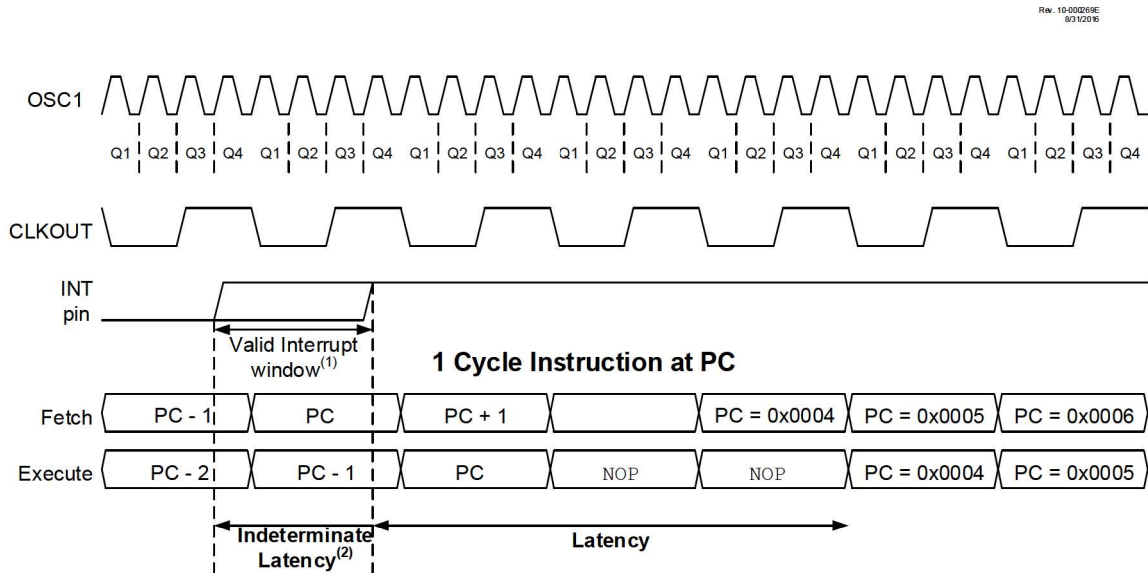 Rev. 10-000269E
8/31/2016
OSC1
Q1 Q2 Q3 Q4 Q1 Q2 Q3 Q4 Q1 Q2 Q3 Q4 Q1 Q2 Q3 Q4 Q1 Q2 Q3 Q4 Q1 Q2 Q3 Q4 Q1 Q2 Q3 Q4
CLKOUT
INT
pin
Valid Interrupt
window(1)
1 Cycle Instruction at PC
Fetch PC - 1 PC PC + 1 PC = 0x0004 PC = 0x0005 PC = 0x0006
Execute PC - 2 PC - 1 PC NOP NOP PC = 0x0004 PC = 0x0005
Indeterminate
Latency(2)
Latency